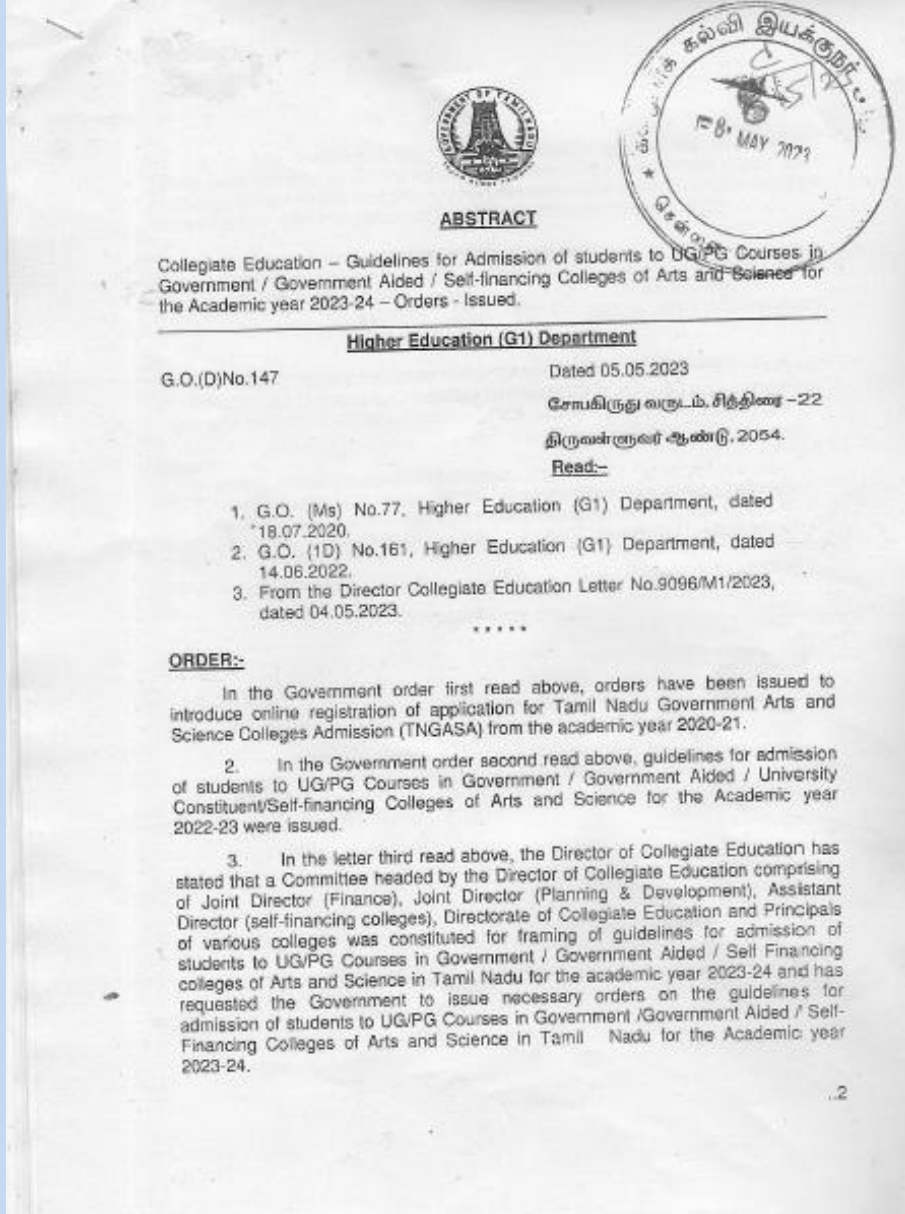 கல்வி இயக்குநர்
GOVERNMENT OF TAMILNADU
MAY 2023
சென்னை
ABSTRACT
Collegiate Education – Guidelines for Admission of students to UG/PG Courses in
Government / Government Aided / Self-financing Colleges of Arts and Science for
the Academic year 2023-24 – Orders - Issued.
Higher Education (G1) Department
G.O.(D)No.147
Dated 05.05.2023
சோபகிருது வருடம், சித்திரை –22
திருவள்ளுவர் ஆண்டு, 2054.
Read:–
1. G.O. (Ms) No.77, Higher Education (G1) Department, dated
18.07.2020.
2. G.O. (1D) No.161, Higher Education (G1) Department, dated
14.06.2022.
3. From the Director Collegiate Education Letter No.9096/M1/2023,
dated 04.05.2023.
*****
ORDER:-
In the Government order first read above, orders have been issued to
introduce online registration of application for Tamil Nadu Government Arts and
Science Colleges Admission (TNGASA) from the academic year 2020-21.
2. In the Government order second read above, guidelines for admission
of students to UG/PG Courses in Government / Government Aided / University
Constituent/Self-financing Colleges of Arts and Science for the Academic year
2022-23 were issued.
3. In the letter third read above, the Director of Collegiate Education has
stated that a Committee headed by the Director of Collegiate Education comprising
of Joint Director (Finance), Joint Director (Planning & Development), Assistant
Director (self-financing colleges), Directorate of Collegiate Education and Principals
of various colleges was constituted for framing of guidelines for admission of
students to UG/PG Courses in Government / Government Aided / Self Financing
colleges of Arts and Science in Tamil Nadu for the academic year 2023-24 and has
requested the Government to issue necessary orders on the guidelines for
admission of students to UG/PG Courses in Government /Government Aided / Self-
Financing Colleges of Arts and Science in Tamil Nadu for the Academic year
2023-24.
..2